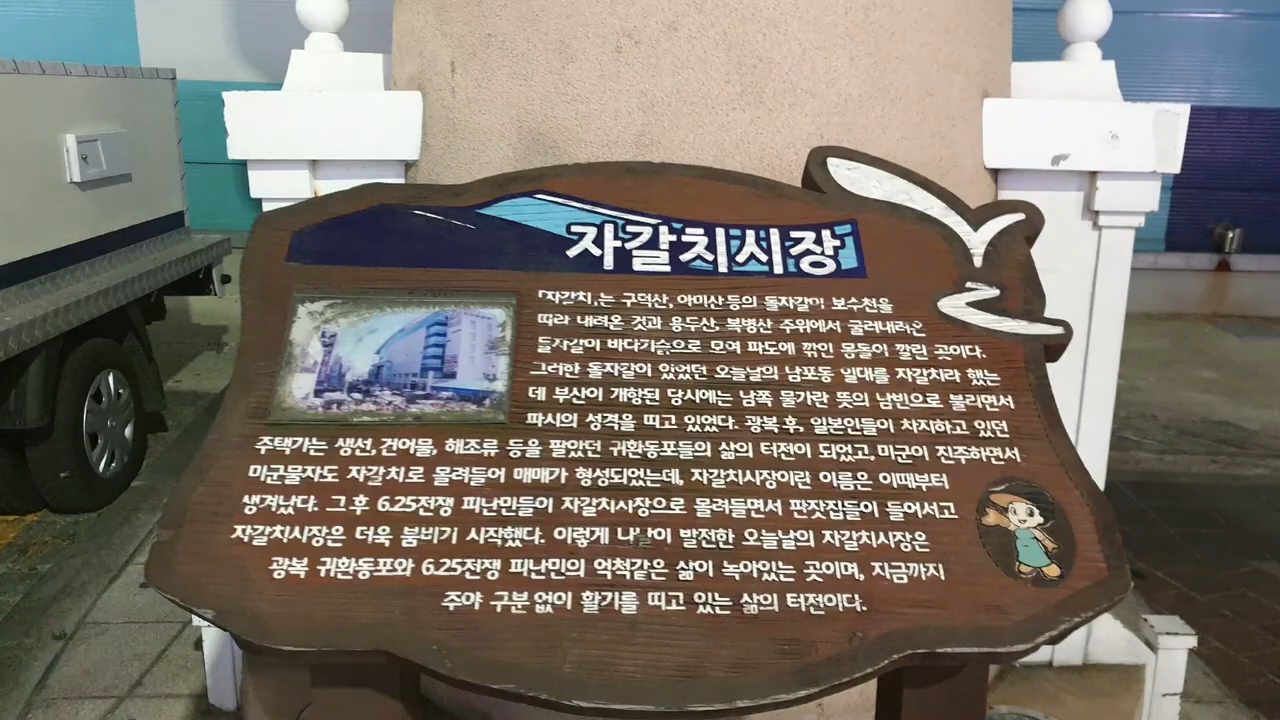 자갈치시장
「자갈치」는 구덕산, 아미산 등의 돌자갈이 보수천을
따라 내려온 것과 용두산, 복병산 주위에서 굴러내려온
돌자갈이 바다기슭으로 모여 파도에 깎인 몽돌이 깔린 곳이다.
그러한 돌자갈이 있었던 오늘날의 남포동 일대를 자갈치라 했는
데 부산이 개항된 당시에는 남쪽 물가란 뜻의 남빈으로 불리면서
파시의 성격을 띠고 있었다. 광복 후, 일본인들이 차지하고 있던
주택가는 생선, 건어물, 해조류 등을 팔았던 귀환동포들의 삶의 터전이 되었고, 미군이 진주하면서
미군물자도 자갈치로 몰려들어 매매가 형성되었는데, 자갈치시장이란 이름은 이때부터
생겨났다. 그 후 6.25전쟁 피난민들이 자갈치시장으로 몰려들면서 판잣집들이 들어서고
자갈치시장은 더욱 붐비기 시작했다. 이렇게 나날이 발전한 오늘날의 자갈치시장은
광복 귀환동포와 6.25전쟁 피난민의 억척같은 삶이 녹아있는 곳이며, 지금까지
주야 구분 없이 활기를 띠고 있는 삶의 터전이다.